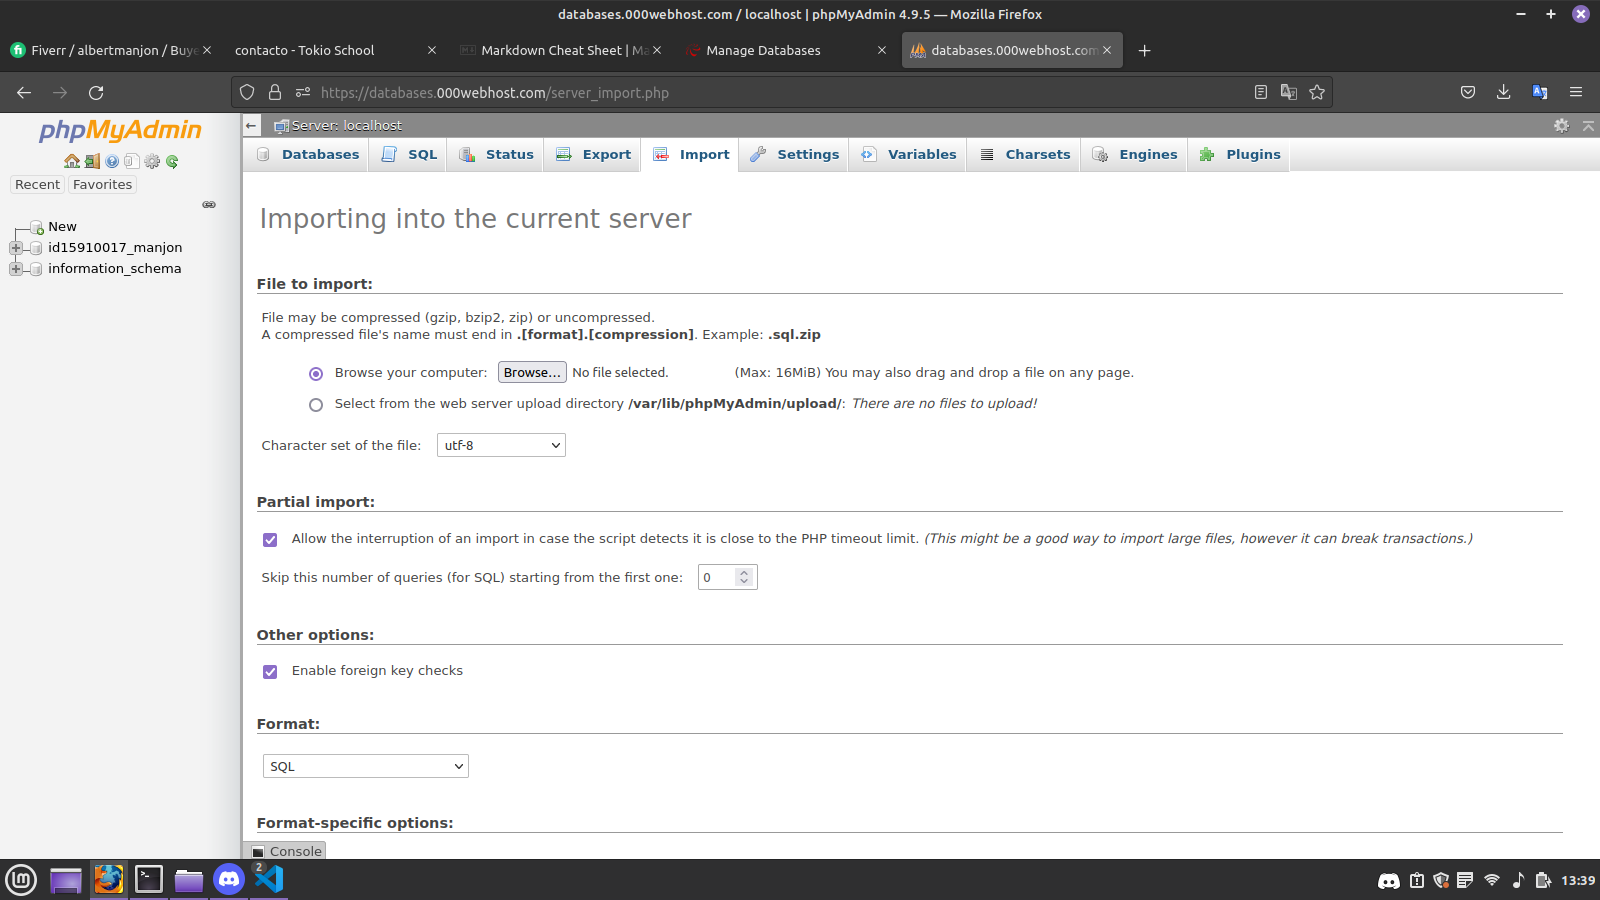 databases.000webhost.com / localhost | phpMyAdmin 4.9.5 — Mozilla Firefox
Fiverr / albertmanjon / Buye
contacto - Tokio School
Markdown Cheat Sheet | Ma
Manage Databases
databases.000webhost.com
https://databases.000webhost.com/server_import.php
phpMyAdmin
Recent
Favorites
New
id15910017_manjon
information_schema
Server: localhost
Databases
SQL
Status
Export
Import
Settings
Variables
Charsets
Engines
Plugins
Importing into the current server
File to import:
File may be compressed (gzip, bzip2, zip) or uncompressed.
A compressed file's name must end in .[format].[compression]. Example: .sql.zip
Browse your computer: Browse... No file selected. (Max: 16MiB) You may also drag and drop a file on any page.
Select from the web server upload directory /var/lib/phpMyAdmin/upload/: There are no files to upload!
Character set of the file: utf-8
Partial import:
Allow the interruption of an import in case the script detects it is close to the PHP timeout limit. (This might be a good way to import large files, however it can break transactions.)
Skip this number of queries (for SQL) starting from the first one: 0
Other options:
Enable foreign key checks
Format:
SQL
Format-specific options:
Console
2
13:39